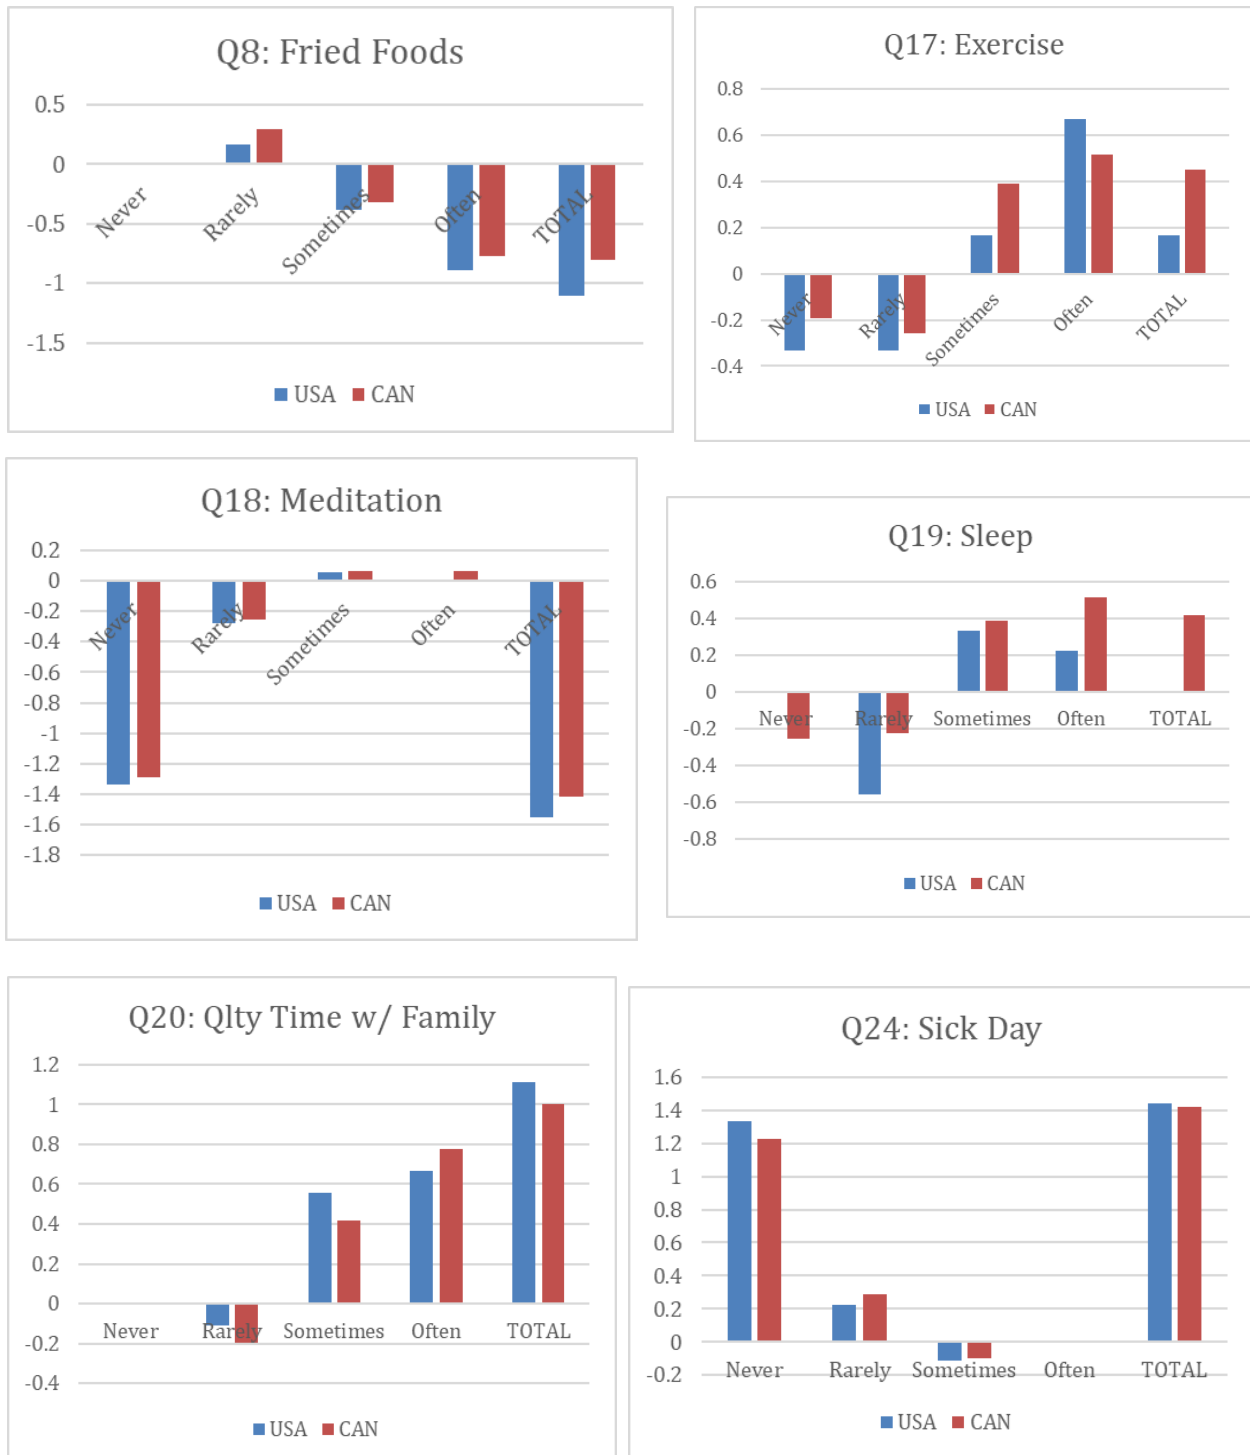 Q8: Fried Foods
0.5
0
-0.5
-1
-1.5
Never Rarely Sometimes Often TOTAL
USA CAN
Q17: Exercise
0.8
0.6
0.4
0.2
0
-0.2
-0.4
Never Rarely Sometimes Often TOTAL
USA CAN
Q18: Meditation
0.2
0
-0.2
-0.4
-0.6
-0.8
-1
-1.2
-1.4
-1.6
-1.8
Never Rarely Sometimes Often TOTAL
USA CAN
Q19: Sleep
0.6
0.4
0.2
0
-0.2
-0.4
-0.6
-0.8
Never Rarely Sometimes Often TOTAL
USA CAN
Q20: Qlty Time w/ Family
1.2
1
0.8
0.6
0.4
0.2
0
-0.2
-0.4
Never Rarely Sometimes Often TOTAL
USA CAN
Q24: Sick Day
1.6
1.4
1.2
1
0.8
0.6
0.4
0.2
0
-0.2
Never Rarely Sometimes Often TOTAL
USA CAN